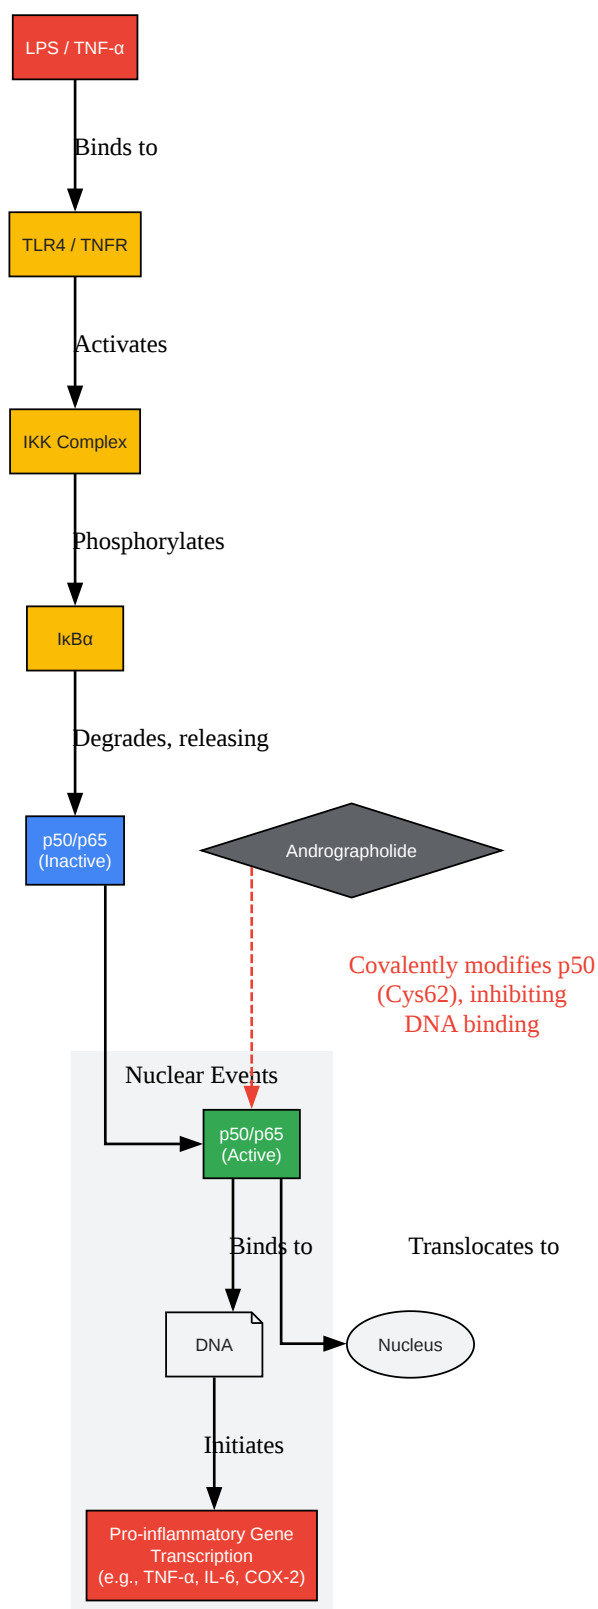 LPS / TNF-α
Binds to
TLR4 / TNFR
Activates
IKK Complex
Phosphorylates
IκBα
Degrades, releasing
p50/p65
(Inactive)
Andrographolide
Covalently modifies p50
(Cys62), inhibiting
DNA binding
Nuclear Events
p50/p65
(Active)
Binds to
Translocates to
DNA
Nucleus
Initiates
Pro-inflammatory Gene
Transcription
(e.g., TNF-α, IL-6, COX-2)